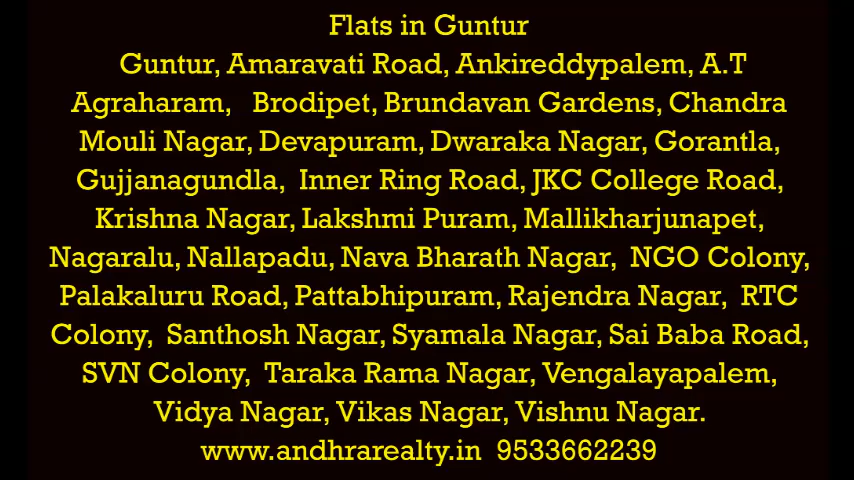 Flats in Guntur
Guntur, Amaravati Road, Ankireddypalem, A.T
Agraharam, Brodipet, Brundavan Gardens, Chandra
Mouli Nagar, Devapuram, Dwaraka Nagar, Gorantla,
Gujjanagundla, Inner Ring Road, JKC College Road,
Krishna Nagar, Lakshmi Puram, Mallikharjunapet,
Nagaralu, Nallapadu, Nava Bharath Nagar, NGO Colony,
Palakaluru Road, Pattabhipuram, Rajendra Nagar, RTC
Colony, Santhosh Nagar, Syamala Nagar, Sai Baba Road,
SVN Colony, Taraka Rama Nagar, Vengalayapalem,
Vidya Nagar, Vikas Nagar, Vishnu Nagar.
www.andhrarealty.in 9533662239